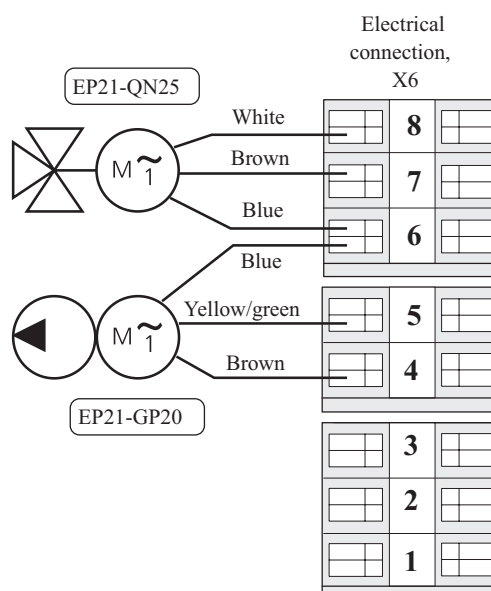 Electrical
connection,
X6
EP21-QN25
White
8
M ~ 1
Brown
7
Blue
6
Blue
Yellow/green
5
M ~ 1
Brown
4
EP21-GP20
3
2
1